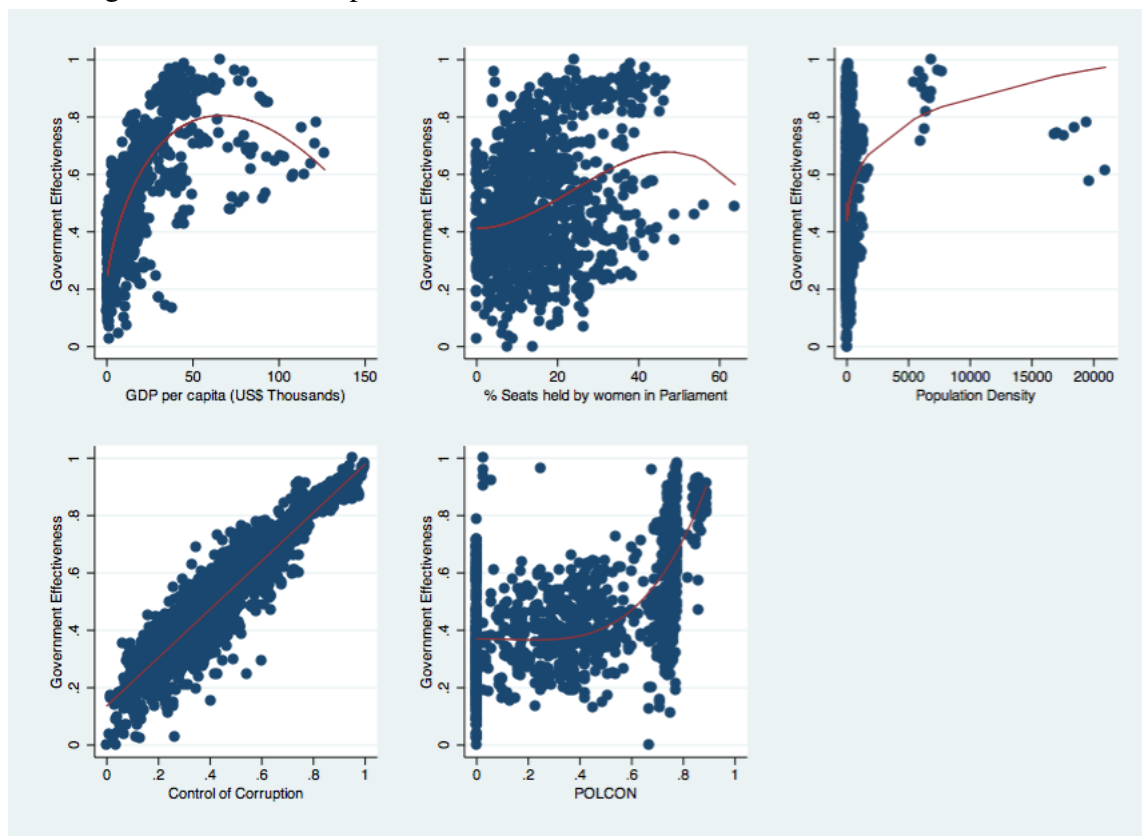 Government Effectiveness
0 .2 .4 .6 .8 1
0 50 100 150
GDP per capita (US$ Thousands)
Government Effectiveness
0 .2 .4 .6 .8 1
0 20 40 60
% Seats held by women in Parliament
Government Effectiveness
0 .2 .4 .6 .8 1
0 5000 10000 15000 20000
Population Density
Government Effectiveness
0 .2 .4 .6 .8 1
0 .2 .4 .6 .8 1
Control of Corruption
Government Effectiveness
0 .2 .4 .6 .8 1
0 .2 .4 .6 .8 1
POLCON